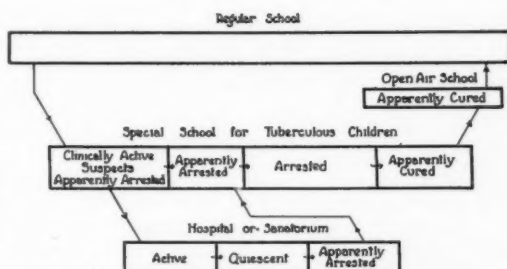 Regular School
Open Air School
Apparently Cured
Special School for Tuberculous Children
Clinically Active
Suspects
Apparently Arrested
Apparently
Arrested
Arrested
Apparently
Cured
Hospital or Sanatorium
Active
Quiescent
Apparently
Arrested